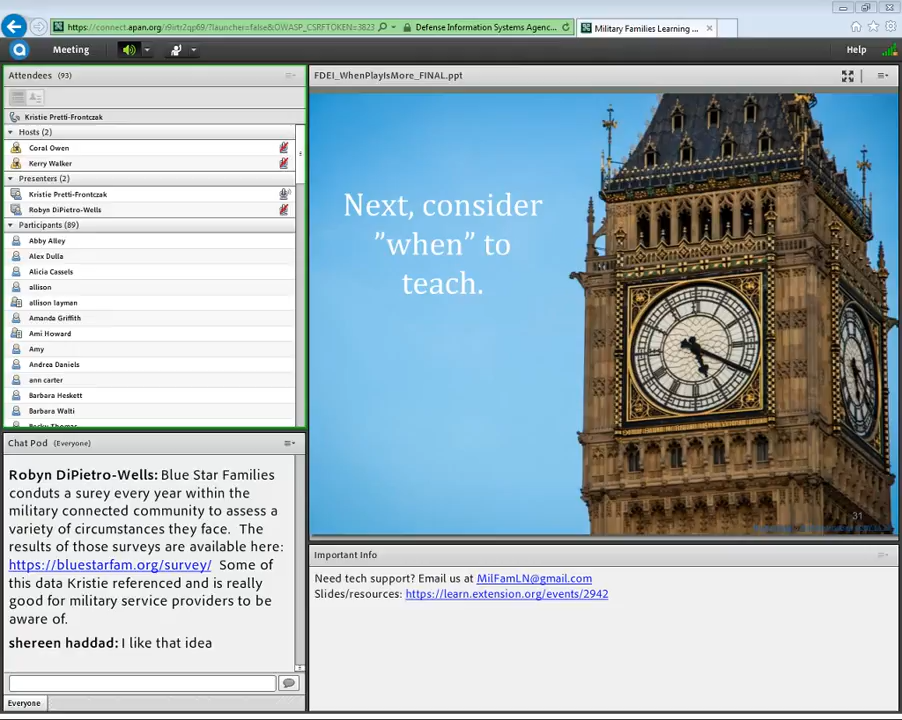 https://connect.apan.org/r9irtz2qp69/?launcher=false&OWASP_CSRFTOKEN=3823
Defense Information Systems Agenc...
Military Families Learning ...
Meeting
Help
Attendees (93)
Kristie Pretti-Frontczak
Hosts (2)
Coral Owen
Kerry Walker
Presenters (2)
Kristie Pretti-Frontczak
Robyn DiPietro-Wells
Participants (89)
Abby Alley
Alex Dulla
Alicia Cassels
allison
allison layman
Amanda Griffith
Ami Howard
Amy
Andrea Daniels
ann carter
Barbara Heskett
Barbara Walti
Becky Thomas
Chat Pod (Everyone)
Robyn DiPietro-Wells: Blue Star Families
conduts a surey every year within the
military connected community to assess a
variety of circumstances they face. The
results of those surveys are available here:
https://bluestarfam.org/survey/ Some of
this data Kristie referenced and is really
good for military service providers to be
aware of.
shereen haddad: I like that idea
Everyone
FDEI_WhenPlayIsMore_FINAL.ppt
Next, consider
”when” to
teach.
31
Important Info
Need tech support? Email us at MilFamLN@gmail.com
Slides/resources: https://learn.extension.org/events/2942